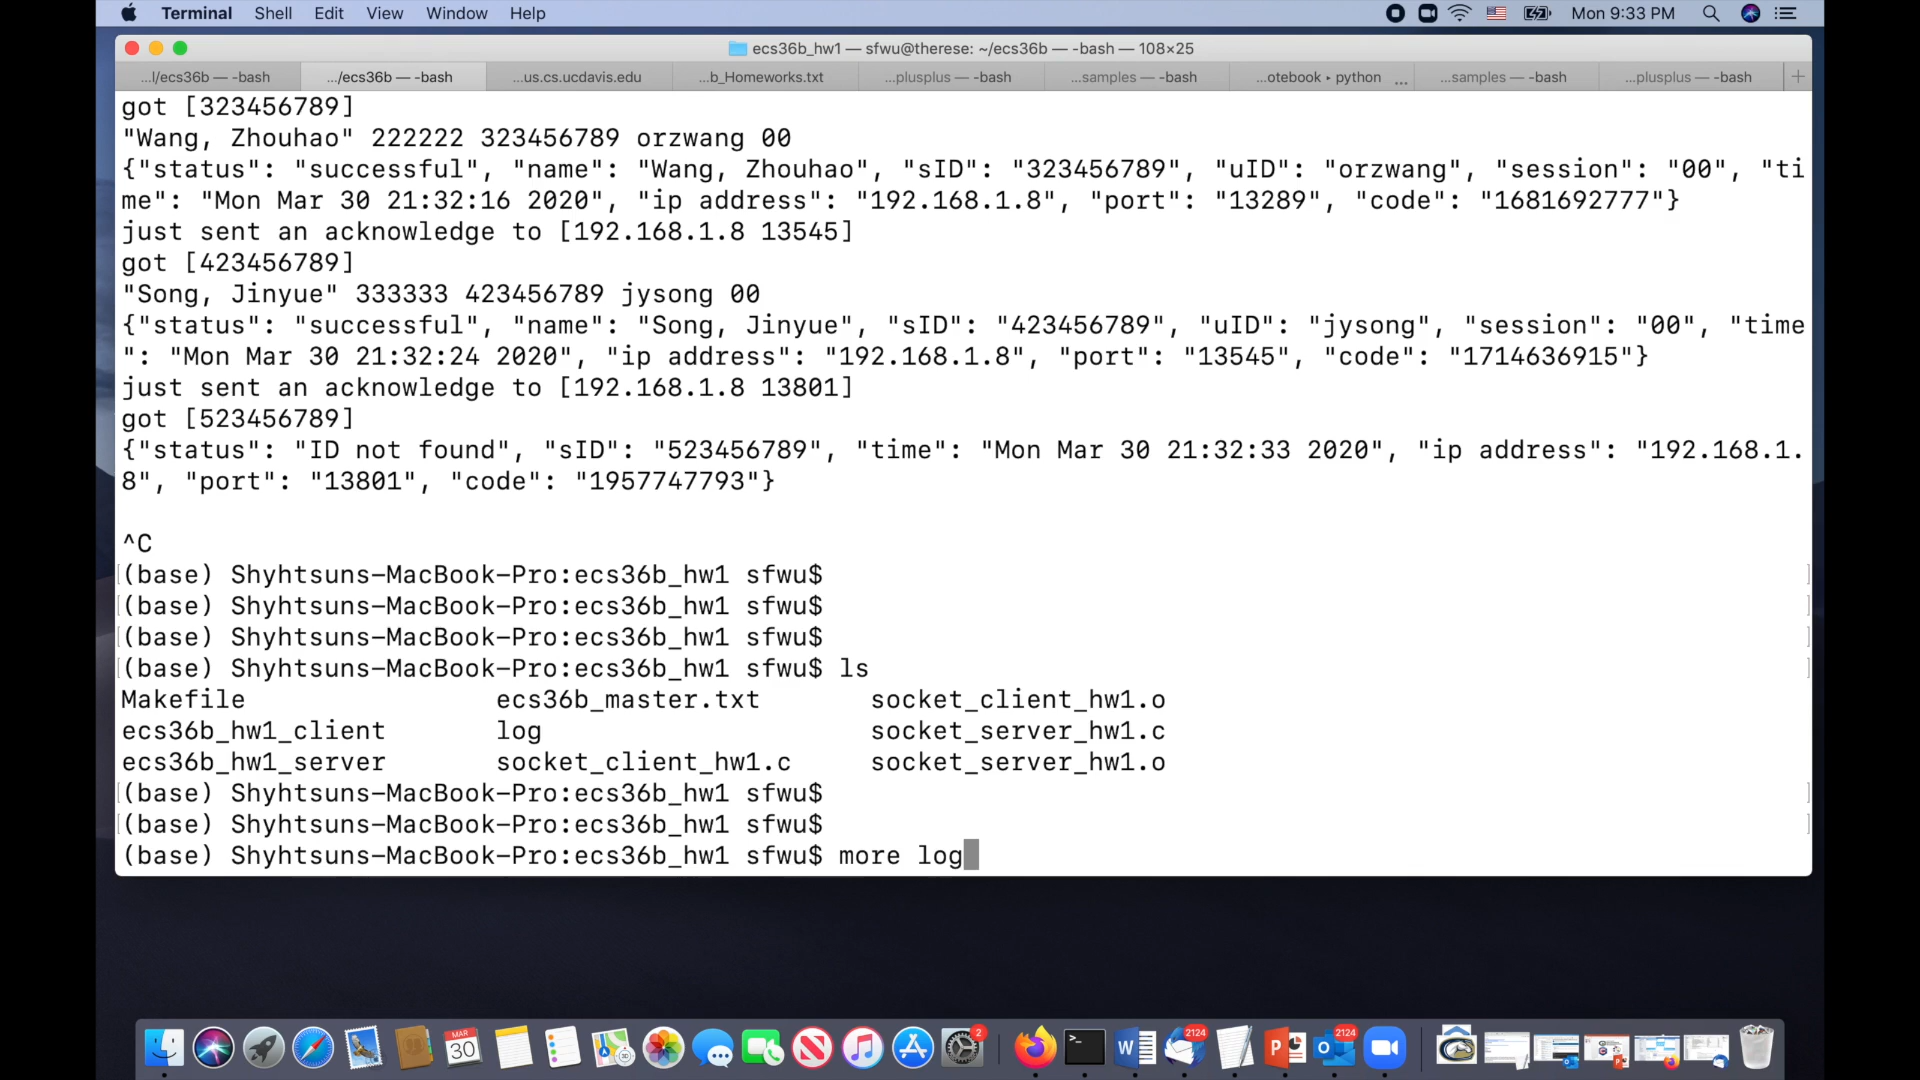 Terminal Shell Edit View Window Help Mon 9:33 PM
ecs36b_hw1 — sfwu@therese: ~/ecs36b — -bash — 108×25
...l/ecs36b — -bash .../ecs36b — -bash ...us.cs.ucdavis.edu ...b_Homeworks.txt ...plusplus — -bash ...samples — -bash ...otebook ▸ python ... ...samples — -bash ...plusplus — -bash +
got [323456789]
"Wang, Zhouhao" 222222 323456789 orzwang 00
{"status": "successful", "name": "Wang, Zhouhao", "sID": "323456789", "uID": "orzwang", "session": "00", "ti
me": "Mon Mar 30 21:32:16 2020", "ip address": "192.168.1.8", "port": "13289", "code": "1681692777"}
just sent an acknowledge to [192.168.1.8 13545]
got [423456789]
"Song, Jinyue" 333333 423456789 jysong 00
{"status": "successful", "name": "Song, Jinyue", "sID": "423456789", "uID": "jysong", "session": "00", "time
": "Mon Mar 30 21:32:24 2020", "ip address": "192.168.1.8", "port": "13545", "code": "1714636915"}
just sent an acknowledge to [192.168.1.8 13801]
got [523456789]
{"status": "ID not found", "sID": "523456789", "time": "Mon Mar 30 21:32:33 2020", "ip address": "192.168.1.
8", "port": "13801", "code": "1957747793"}
^C
[(base) Shyhtsuns-MacBook-Pro:ecs36b_hw1 sfwu$ ]
[(base) Shyhtsuns-MacBook-Pro:ecs36b_hw1 sfwu$ ]
[(base) Shyhtsuns-MacBook-Pro:ecs36b_hw1 sfwu$ ]
[(base) Shyhtsuns-MacBook-Pro:ecs36b_hw1 sfwu$ ls ]
Makefile ecs36b_master.txt socket_client_hw1.o
ecs36b_hw1_client log socket_server_hw1.c
ecs36b_hw1_server socket_client_hw1.c socket_server_hw1.o
[(base) Shyhtsuns-MacBook-Pro:ecs36b_hw1 sfwu$ ]
[(base) Shyhtsuns-MacBook-Pro:ecs36b_hw1 sfwu$ ]
(base) Shyhtsuns-MacBook-Pro:ecs36b_hw1 sfwu$ more log
MAR 30 3D 2 >_ W 2124 P O 2124